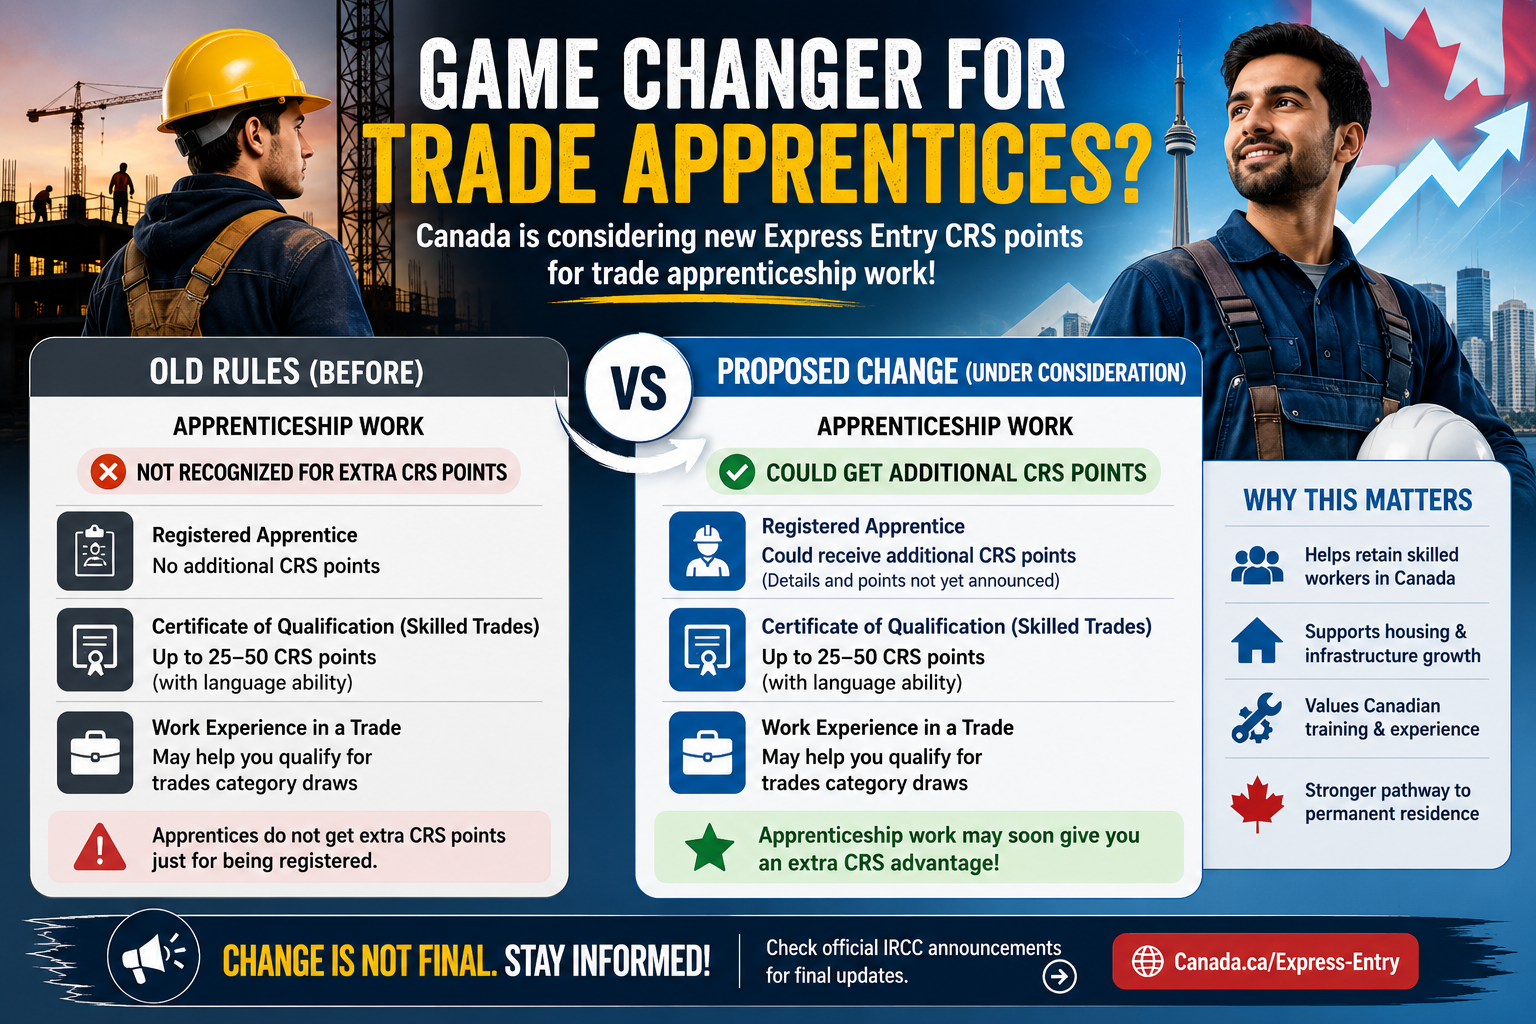 GAME CHANGER FOR
TRADE APPRENTICES?
Canada is considering new Express Entry CRS points
for trade apprenticeship work!
OLD RULES (BEFORE)
APPRENTICESHIP WORK
NOT RECOGNIZED FOR EXTRA CRS POINTS
Registered Apprentice
No additional CRS points
Certificate of Qualification (Skilled Trades)
Up to 25–50 CRS points
(with language ability)
Work Experience in a Trade
May help you qualify for
trades category draws
Apprentices do not get extra CRS points
just for being registered.
VS
PROPOSED CHANGE (UNDER CONSIDERATION)
APPRENTICESHIP WORK
COULD GET ADDITIONAL CRS POINTS
Registered Apprentice
Could receive additional CRS points
(Details and points not yet announced)
Certificate of Qualification (Skilled Trades)
Up to 25–50 CRS points
(with language ability)
Work Experience in a Trade
May help you qualify for
trades category draws
Apprenticeship work may soon give you
an extra CRS advantage!
WHY THIS MATTERS
Helps retain skilled
workers in Canada
Supports housing &
infrastructure growth
Values Canadian
training & experience
Stronger pathway to
permanent residence
CHANGE IS NOT FINAL. STAY INFORMED!
Check official IRCC announcements
for final updates.
Canada.ca/Express-Entry